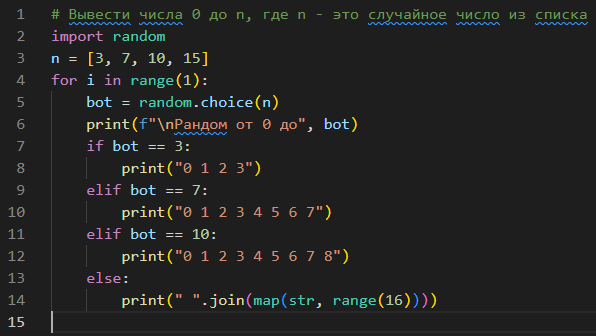 1 # Вывести числа 0 до n, где n - это случайное число из списка
2 import random
3 n = [3, 7, 10, 15]
4 for i in range(1):
5     bot = random.choice(n)
6     print(f"\nРандом от 0 до", bot)
7     if bot == 3:
8         print("0 1 2 3")
9     elif bot == 7:
10         print("0 1 2 3 4 5 6 7")
11     elif bot == 10:
12         print("0 1 2 3 4 5 6 7 8")
13     else:
14         print(" ".join(map(str, range(16))))
15